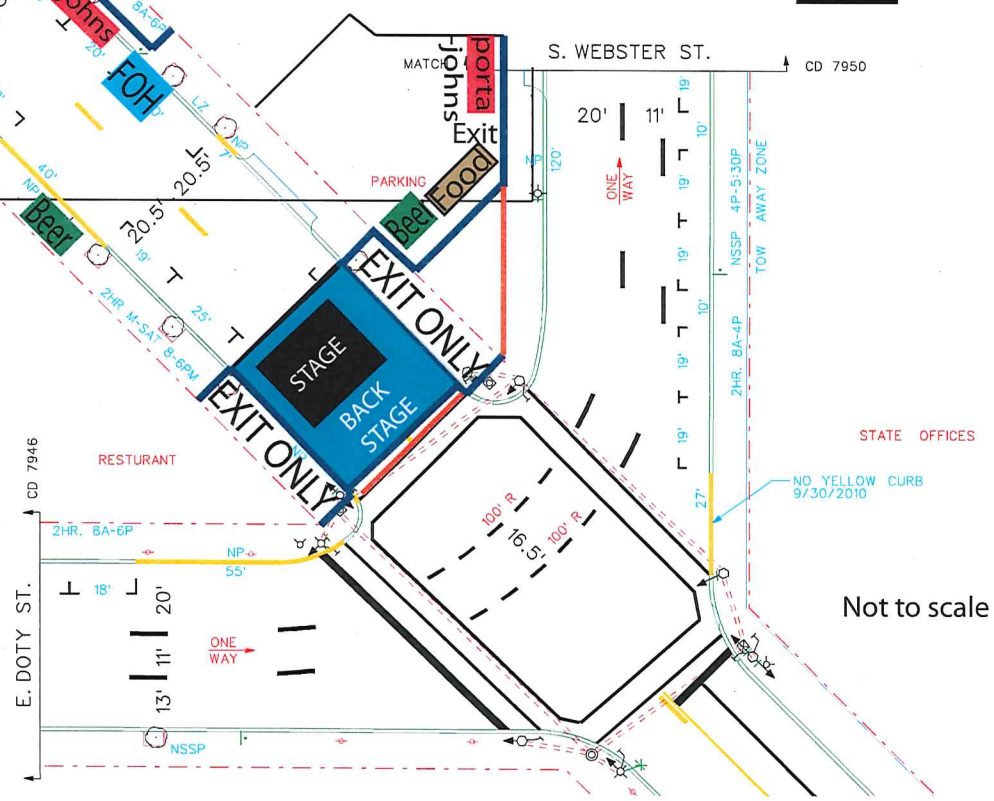 Johns
8A-6P
20'
FOH
LZ
NP
7'
40'
NP
Beer
20.5'
20.5'
19'
25'
2HR M-SAT 8-6PM
MATCH
porta
-johns
Exit
Food
Beer
PARKING
S. WEBSTER ST.
CD 7950
NP
120'
20'
11'
ONE
WAY
19'
10'
19'
19'
10'
19'
19'
27'
NSSP 4P-5:30P
2HR. 8A-4P
TOW AWAY ZONE
EXIT ONLY
STAGE
BACK
STAGE
EXIT ONLY
NP
RESTURANT
STATE OFFICES
NO YELLOW CURB
9/30/2010
100' R
16.5'
100' R
Not to scale
CD 7946
E. DOTY ST.
2HR. 8A-6P
NP
55'
18'
20'
11'
13'
ONE
WAY
NSSP